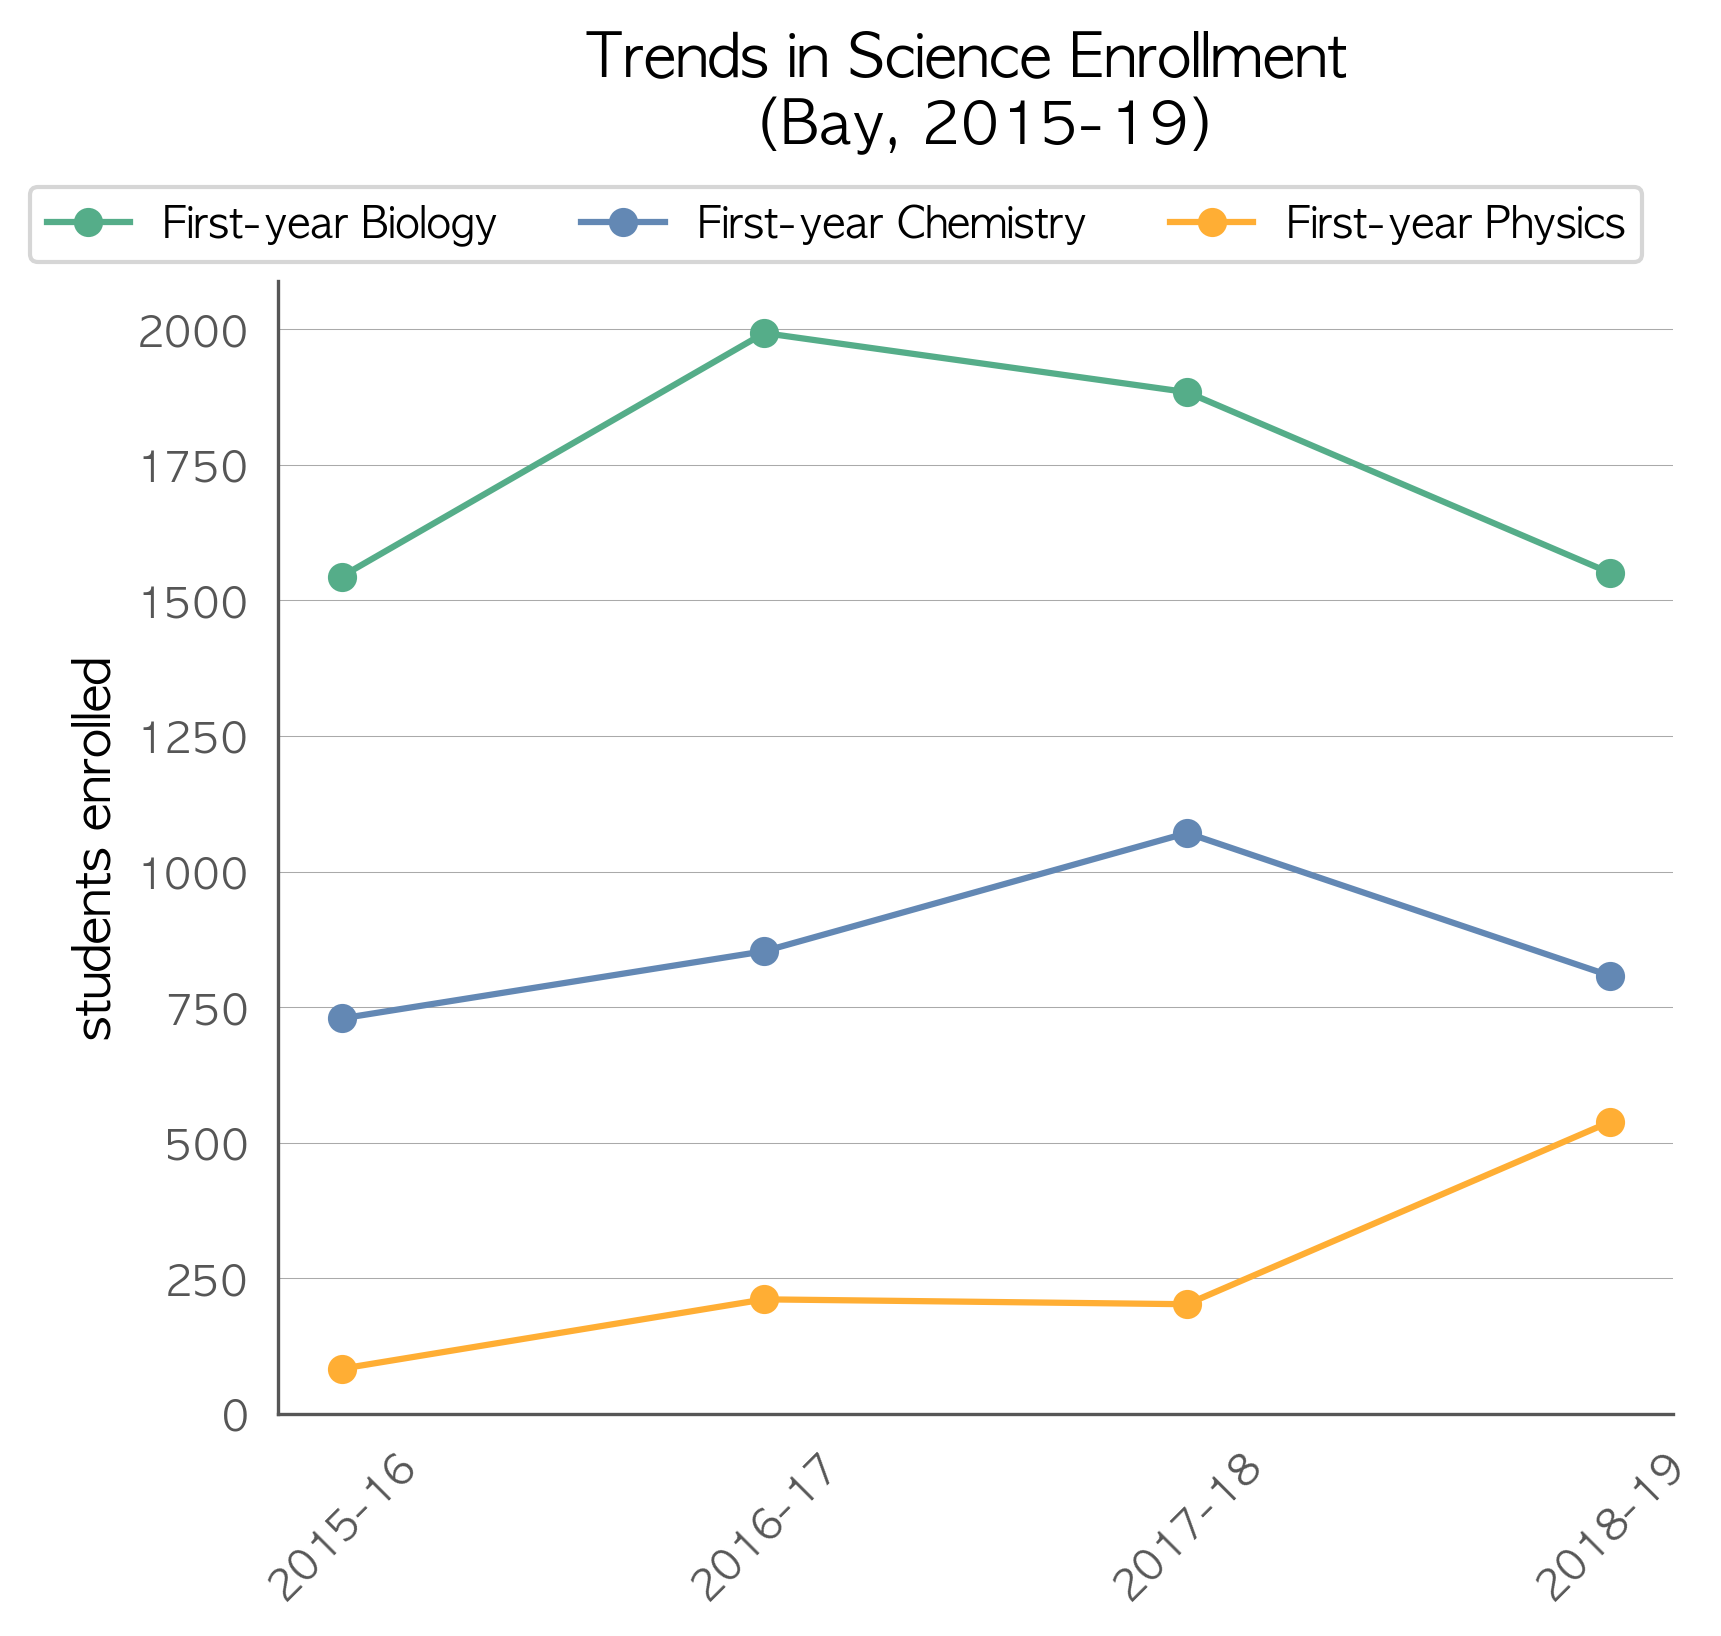 Trends in Science Enrollment
(Bay, 2015-19)
First-year Biology
First-year Chemistry
First-year Physics
2000
1750
1500
1250
1000
750
500
250
0
students enrolled
2015-16
2016-17
2017-18
2018-19